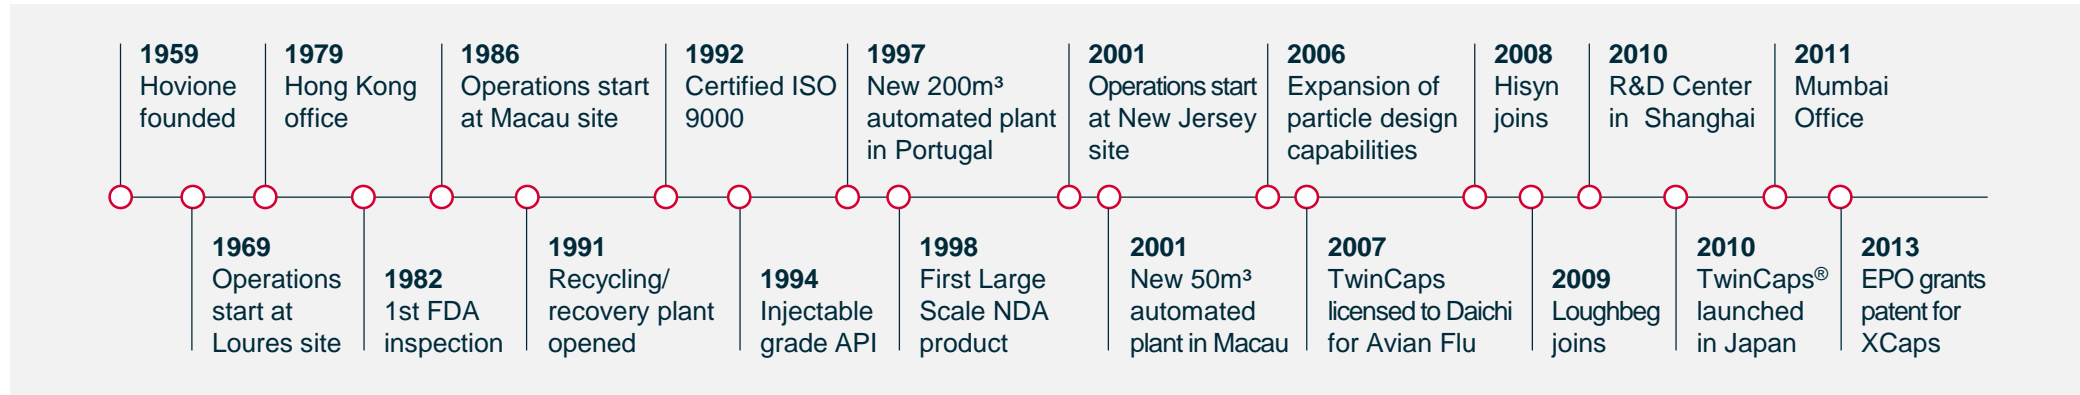 1959
Hovione
founded
1979
Hong Kong
office
1986
Operations start
at Macau site
1992
Certified ISO
9000
1997
New 200m³
automated plant
in Portugal
2001
Operations start
at New Jersey
site
2006
Expansion of
particle design
capabilities
2008
Hisyn
joins
2010
R&D Center
in Shanghai
2011
Mumbai
Office
1969
Operations
start at
Loures site
1982
1st FDA
inspection
1991
Recycling/
recovery plant
opened
1994
Injectable
grade API
1998
First Large
Scale NDA
product
2001
New 50m³
automated
plant in Macau
2007
TwinCaps
licensed to Daichi
for Avian Flu
2009
Loughbeg
joins
2010
TwinCaps®
launched
in Japan
2013
EPO grants
patent for
XCaps